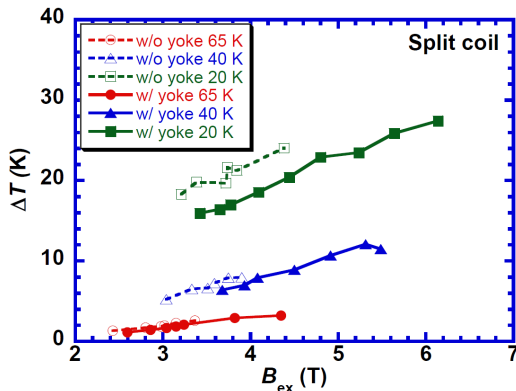 40
30
20
10
0
ΔT (K)
w/o yoke 65 K
w/o yoke 40 K
w/o yoke 20 K
w/ yoke 65 K
w/ yoke 40 K
w/ yoke 20 K
Split coil
2 3 4 5 6 7
Bex (T)